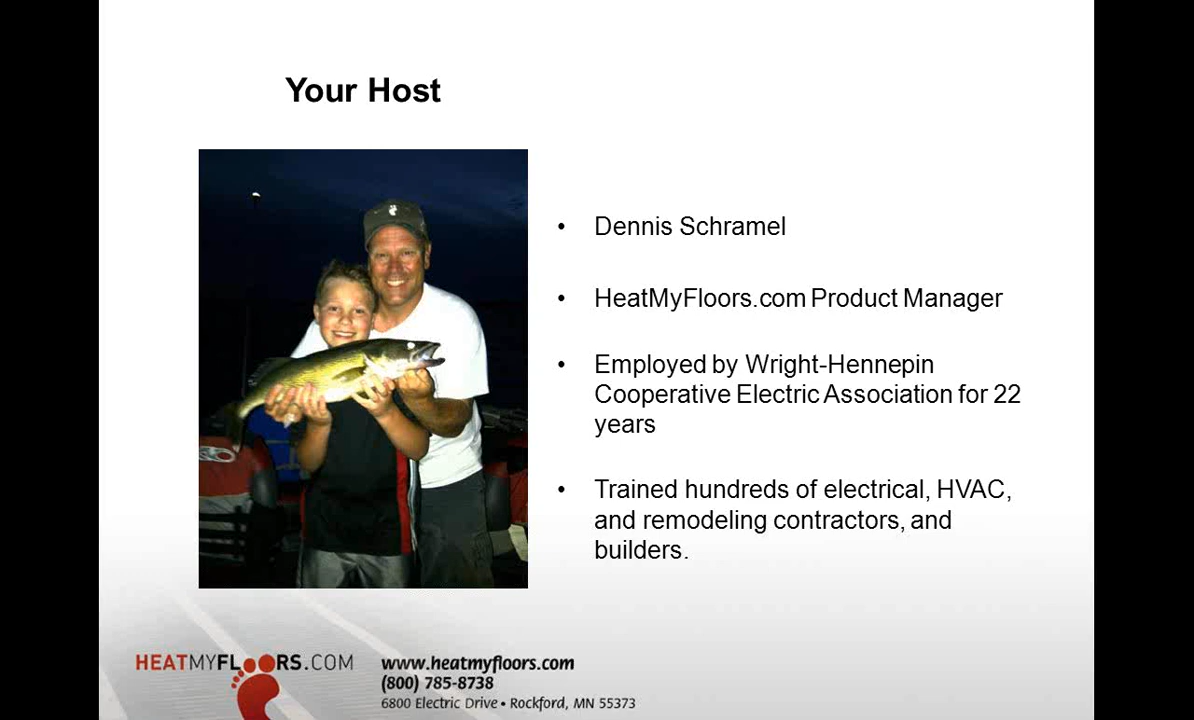 Your Host
• Dennis Schramel
• HeatMyFloors.com Product Manager
• Employed by Wright-Hennepin
Cooperative Electric Association for 22
years
• Trained hundreds of electrical, HVAC,
and remodeling contractors, and
builders.
HEATMYFLOORS.COM
www.heatmyfloors.com
(800) 785-8738
6800 Electric Drive • Rockford, MN 55373